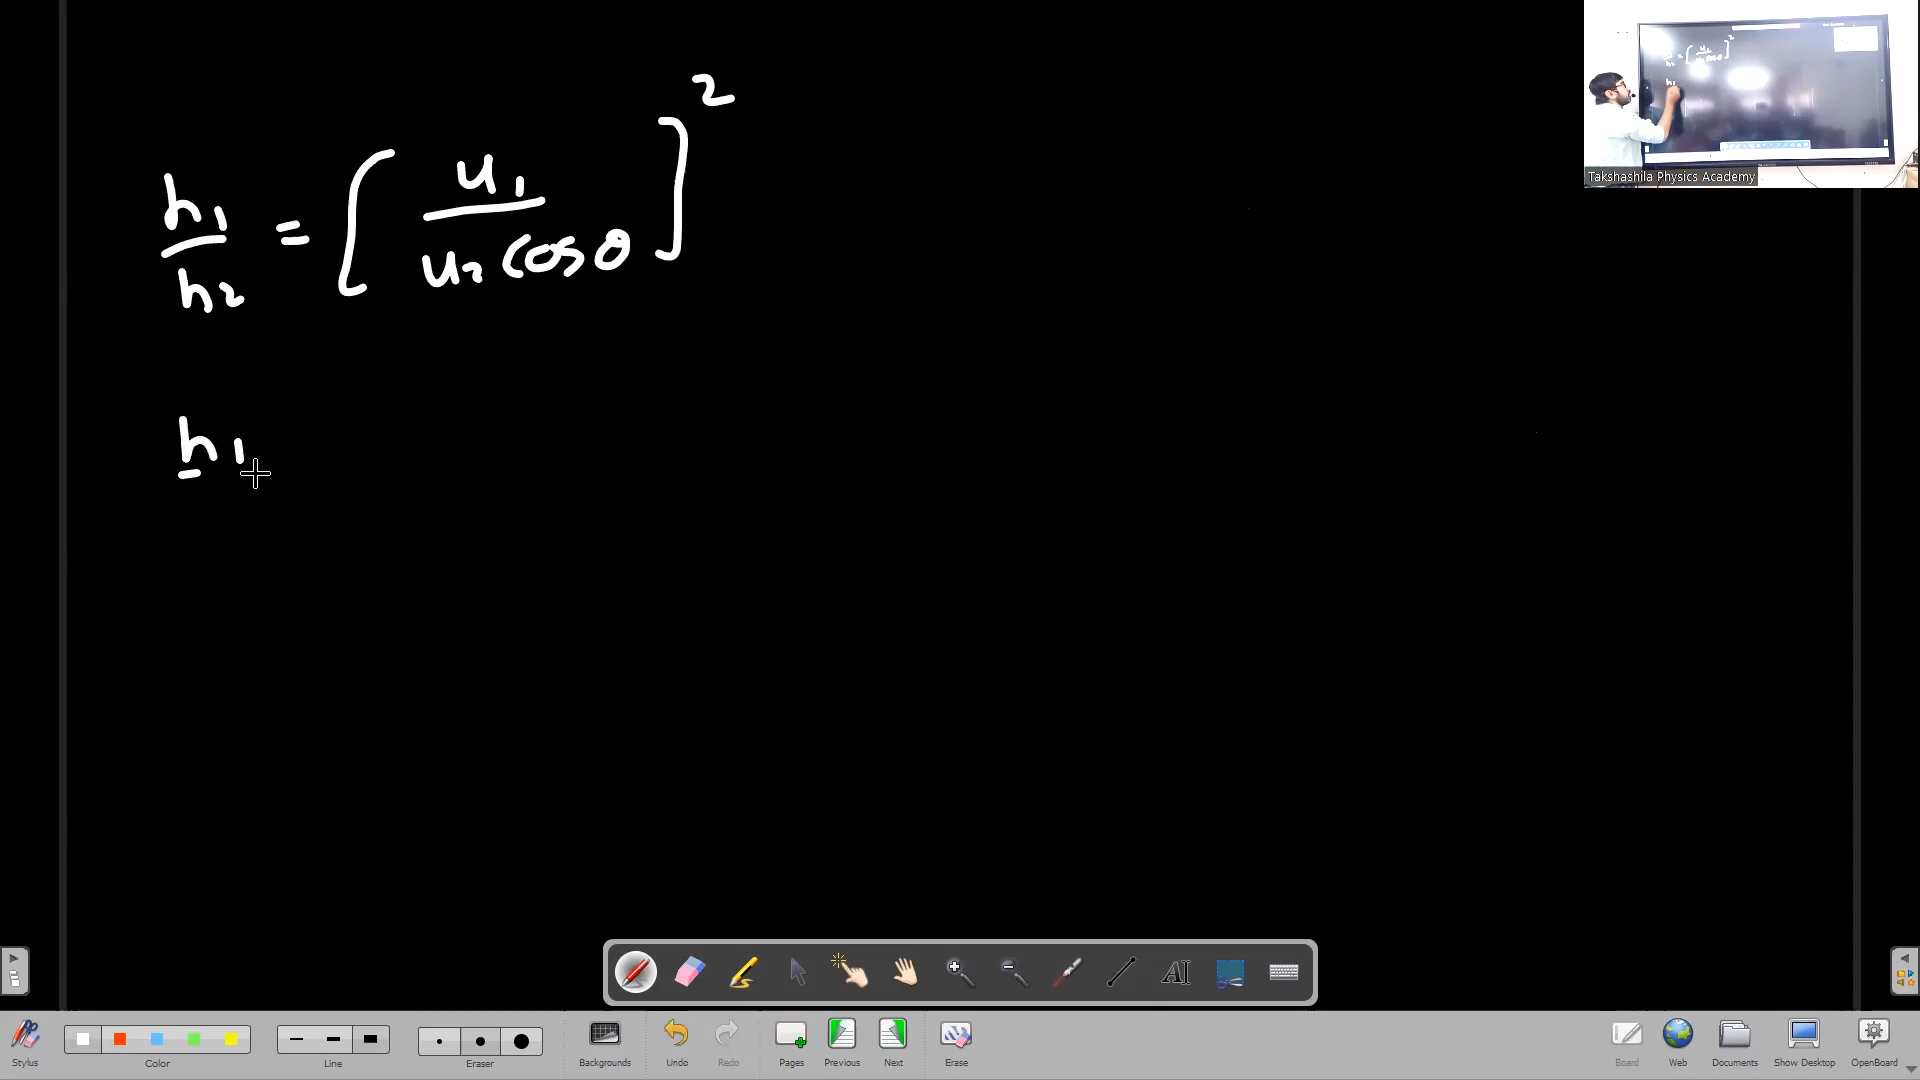 h₁/h₂ = [u₁/u₂ cosθ]²
h₁
Takshashila Physics Academy
Stylus Color Line Eraser Backgrounds Undo Redo Pages Previous Next Erase Board Web Documents Show Desktop OpenBoard